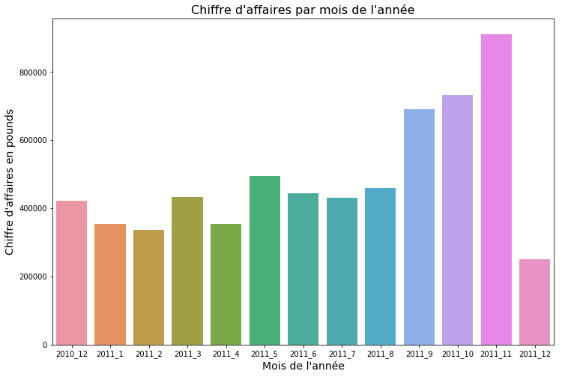 Chiffre d'affaires par mois de l'année
Chiffre d'affaires en pounds
800000
600000
400000
200000
0
2010_12 2011_1 2011_2 2011_3 2011_4 2011_5 2011_6 2011_7 2011_8 2011_9 2011_10 2011_11 2011_12
Mois de l'année